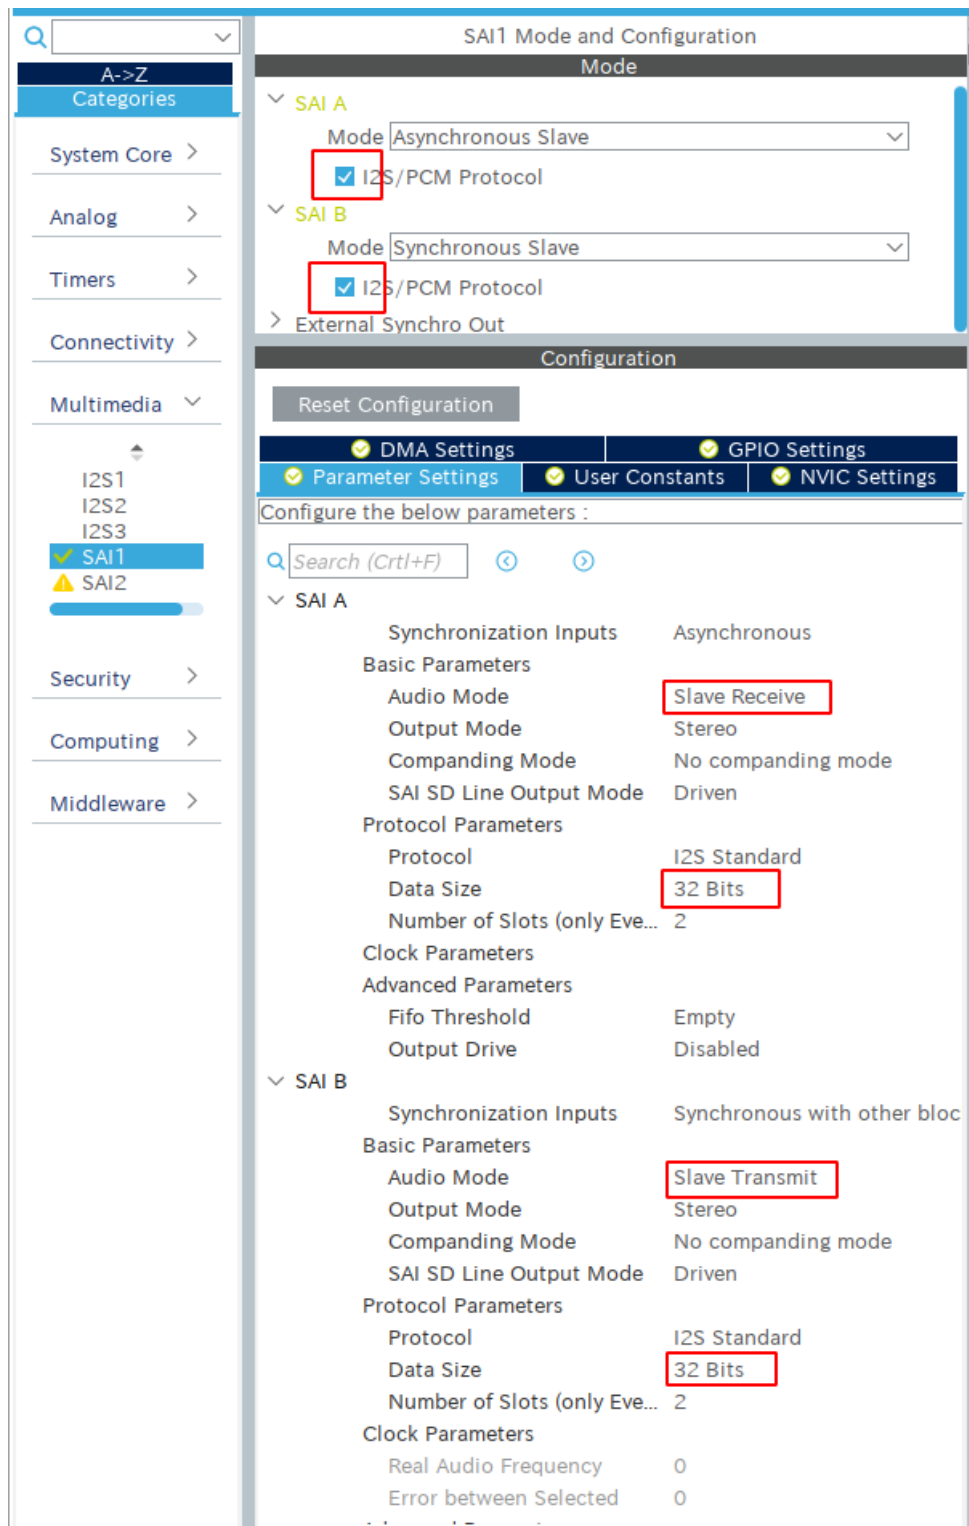 SAI1 Mode and Configuration
A->Z
Categories
System Core
Analog
Timers
Connectivity
Multimedia
I2S1
I2S2
I2S3
SAI1
SAI2
Security
Computing
Middleware
Mode
SAI A
Mode Asynchronous Slave
I2S/PCM Protocol
SAI B
Mode Synchronous Slave
I2S/PCM Protocol
External Synchro Out
Configuration
Reset Configuration
DMA Settings GPIO Settings
Parameter Settings User Constants NVIC Settings
Configure the below parameters :
Search (Crtl+F)
SAI A
Synchronization Inputs Asynchronous
Basic Parameters
Audio Mode Slave Receive
Output Mode Stereo
Companding Mode No companding mode
SAI SD Line Output Mode Driven
Protocol Parameters
Protocol I2S Standard
Data Size 32 Bits
Number of Slots (only Eve... 2
Clock Parameters
Advanced Parameters
Fifo Threshold Empty
Output Drive Disabled
SAI B
Synchronization Inputs Synchronous with other bloc
Basic Parameters
Audio Mode Slave Transmit
Output Mode Stereo
Companding Mode No companding mode
SAI SD Line Output Mode Driven
Protocol Parameters
Protocol I2S Standard
Data Size 32 Bits
Number of Slots (only Eve... 2
Clock Parameters
Real Audio Frequency 0
Error between Selected 0